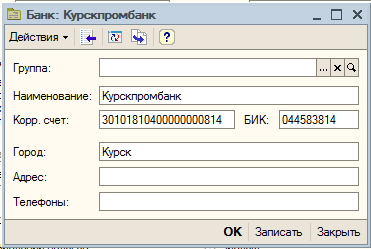 Банк: Курскпромбанк
Действия
?
Группа:
Наименование: Курскпромбанк
Корр. счет: 30101810400000000814 БИК: 044583814
Город: Курск
Адрес:
Телефоны:
OK Записать Закрыть